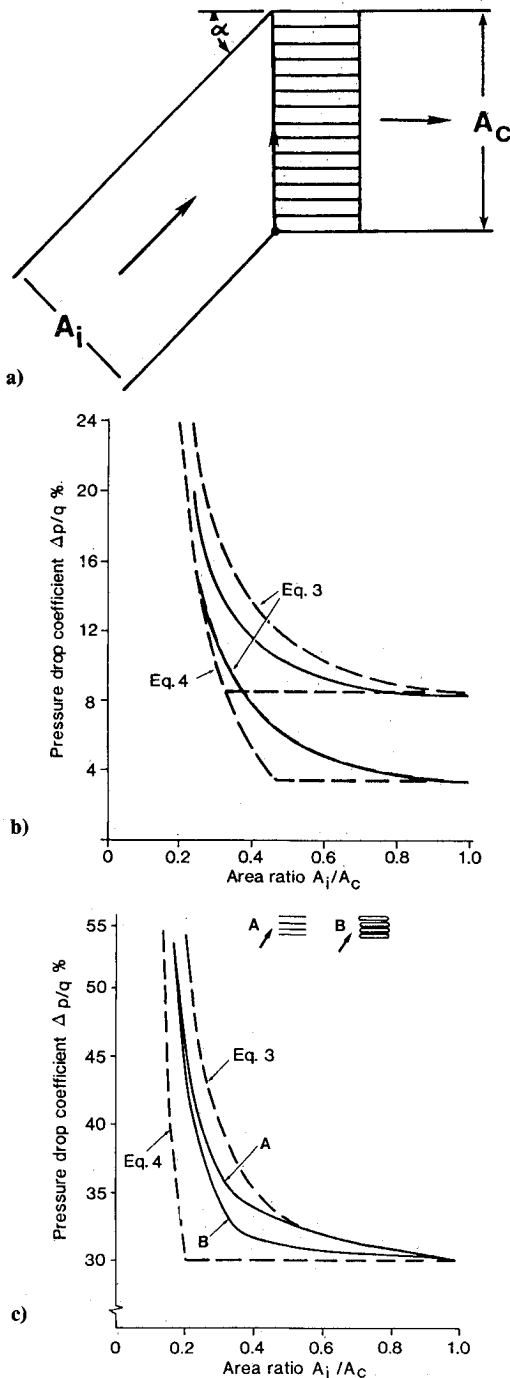 α
A_c
A_i
a)
24
20
16
12
8
4
0
Pressure drop coefficient Δp/q %.
Eq. 3
Eq. 4
0.2
0.4
0.6
0.8
1.0
Area ratio A_i/A_c
b)
55
50
45
40
35
30
0
Pressure drop coefficient Δp/q %
A
B
Eq. 3
A
Eq. 4
B
0
0.2
0.4
0.6
0.8
1.0
Area ratio A_i/A_c
c)